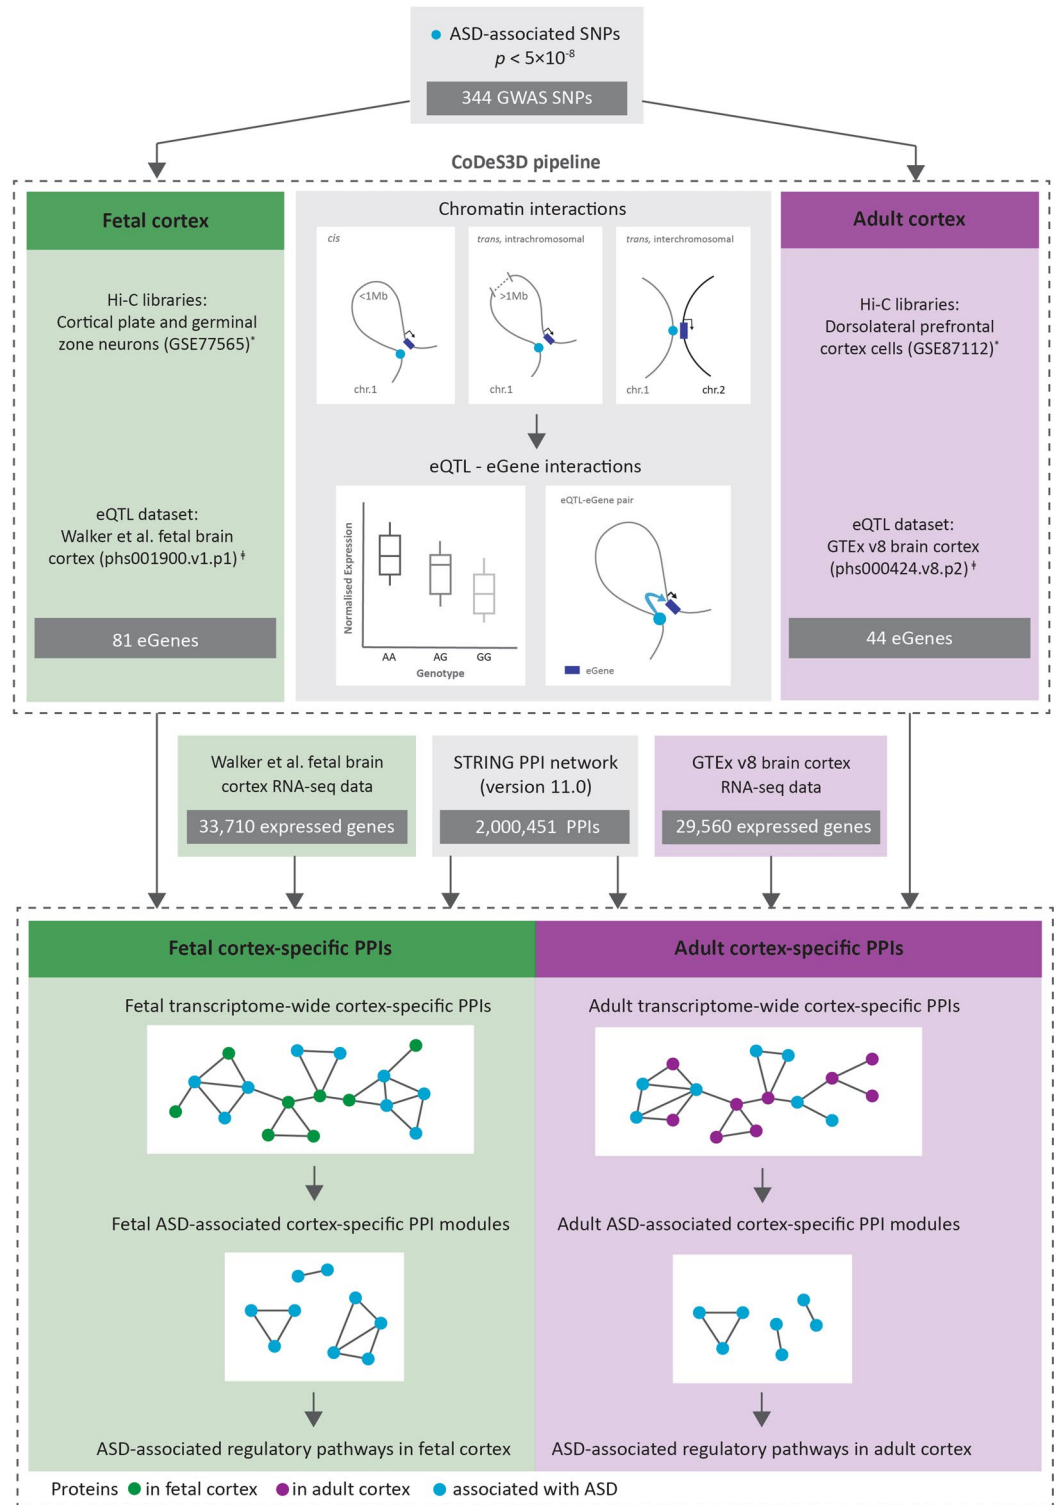 ASD-associated SNPs
p < 5×10-8
344 GWAS SNPs
CoDeS3D pipeline
Fetal cortex
Hi-C libraries:
Cortical plate and germinal
zone neurons (GSE77565)*
eQTL dataset:
Walker et al. fetal brain
cortex (phs001900.v1.p1) ǂ
81 eGenes
Chromatin interactions
cis
<1Mb
chr.1
trans, intrachromosomal
>1Mb
chr.1
trans, interchromosomal
chr.1
chr.2
eQTL - eGene interactions
Normalised Expression
AA
AG
GG
Genotype
eQTL-eGene pair
eGene
Adult cortex
Hi-C libraries:
Dorsolateral prefrontal
cortex cells (GSE87112)*
eQTL dataset:
GTEx v8 brain cortex
(phs000424.v8.p2) ǂ
44 eGenes
Walker et al. fetal brain
cortex RNA-seq data
33,710 expressed genes
STRING PPI network
(version 11.0)
2,000,451 PPIs
GTEx v8 brain cortex
RNA-seq data
29,560 expressed genes
Fetal cortex-specific PPIs
Fetal transcriptome-wide cortex-specific PPIs
Fetal ASD-associated cortex-specific PPI modules
ASD-associated regulatory pathways in fetal cortex
Adult cortex-specific PPIs
Adult transcriptome-wide cortex-specific PPIs
Adult ASD-associated cortex-specific PPI modules
ASD-associated regulatory pathways in adult cortex
Proteins in fetal cortex in adult cortex associated with ASD